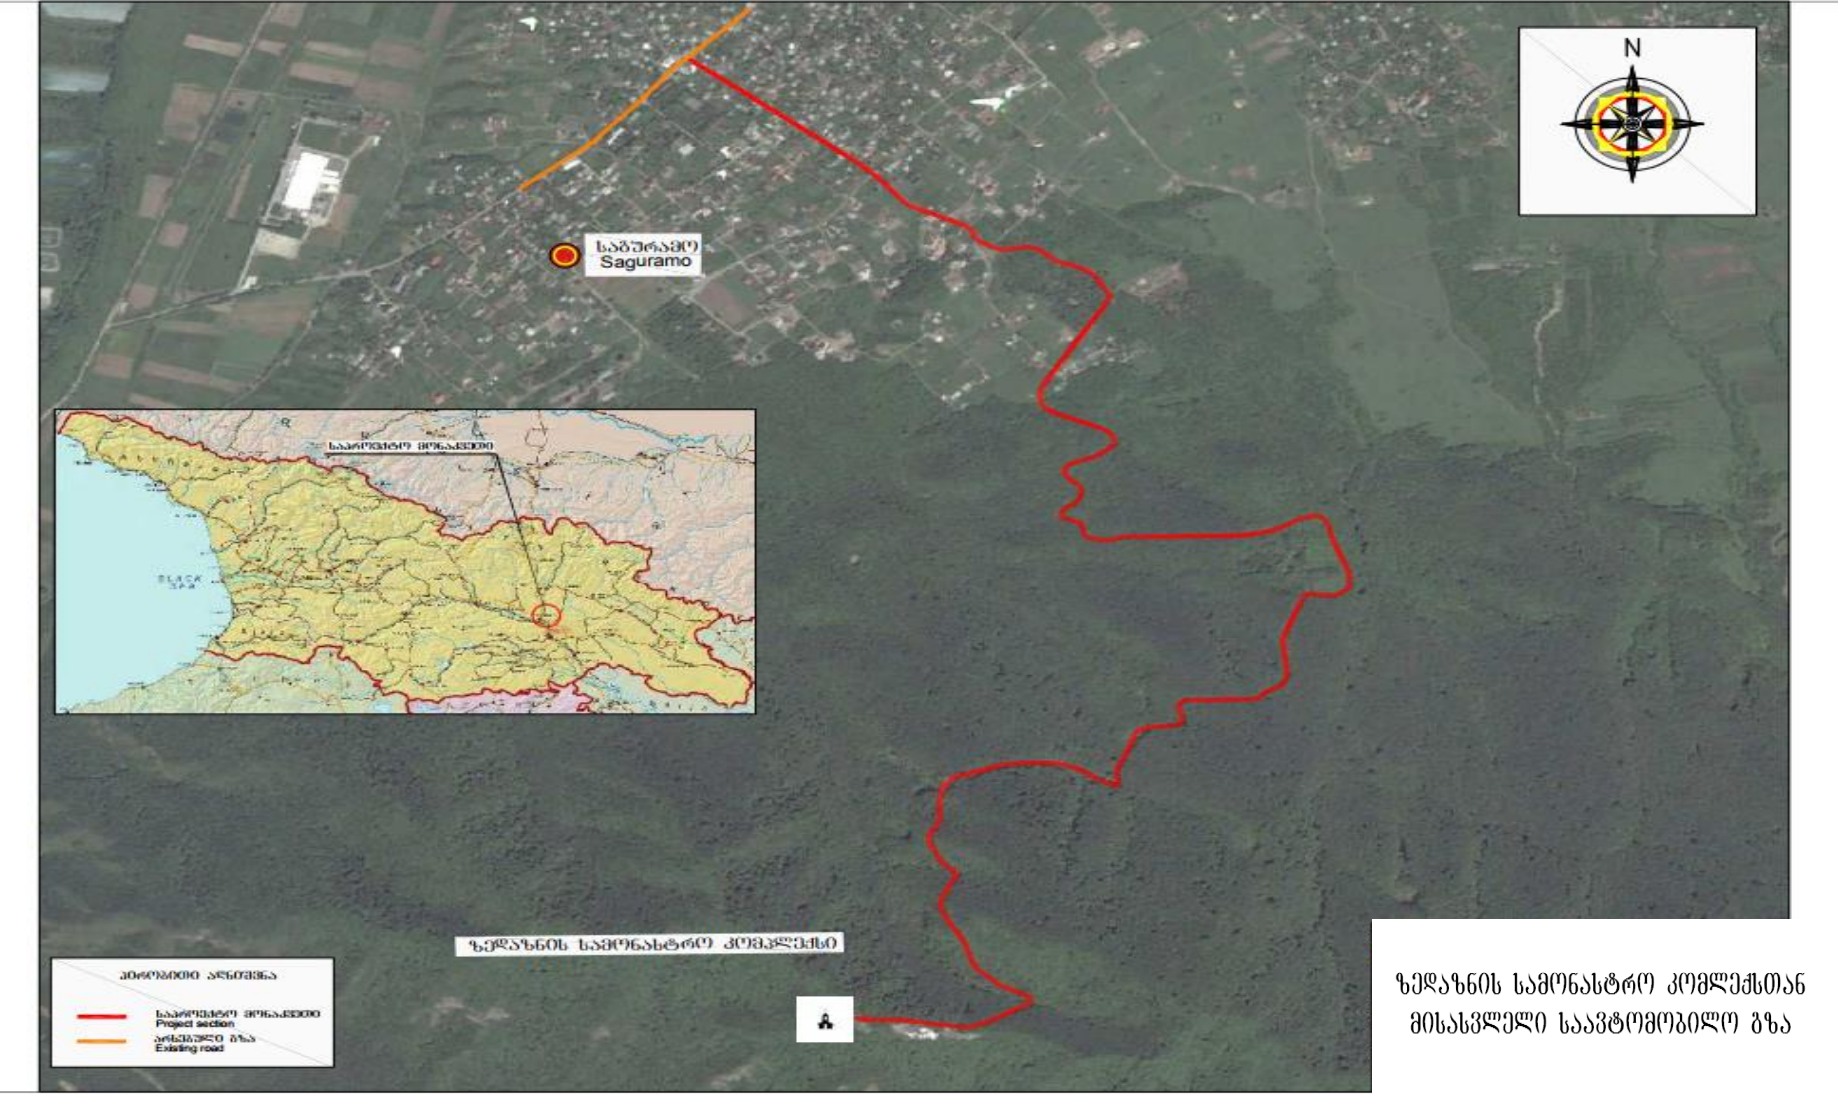 N
საგურამო
Saguramo
საპროექტო მონაკვეთი
BLACK
SEA
ზედაზნის სამონასტრო კომპლექსი
პირობითი აღნიშვნა
საპროექტო მონაკვეთი
Project section
არსებული გზა
Existing road
ზედაზნის სამონასტრო კომლექსთან
მისასვლელი საავტომობილო გზა